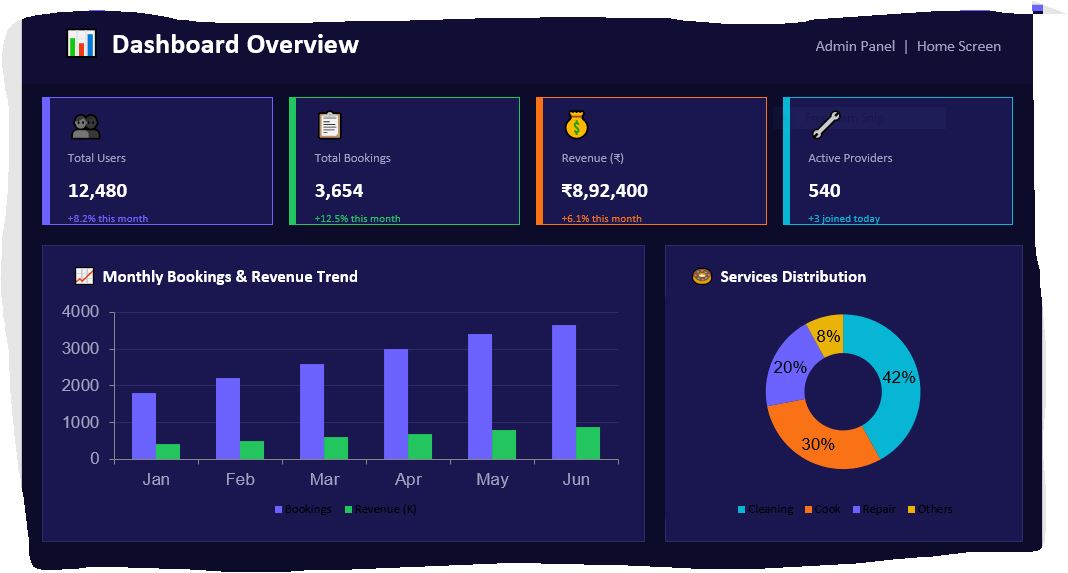 Dashboard Overview
Admin Panel | Home Screen
Total Users
12,480
+8.2% this month
Total Bookings
3,654
+12.5% this month
Revenue (₹)
₹8,92,400
+6.1% this month
Active Providers
540
+3 joined today
Monthly Bookings & Revenue Trend
4000
3000
2000
1000
0
Jan Feb Mar Apr May Jun
Bookings Revenue (K)
Services Distribution
8%
20%
42%
30%
Cleaning Cook Repair Others